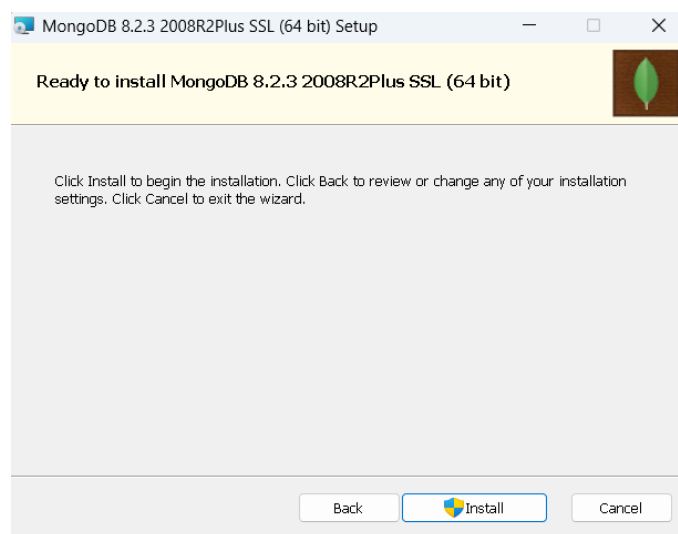 MongoDB 8.2.3 2008R2Plus SSL (64 bit) Setup
Ready to install MongoDB 8.2.3 2008R2Plus SSL (64 bit)
Click Install to begin the installation. Click Back to review or change any of your installation
settings. Click Cancel to exit the wizard.
Back Install Cancel